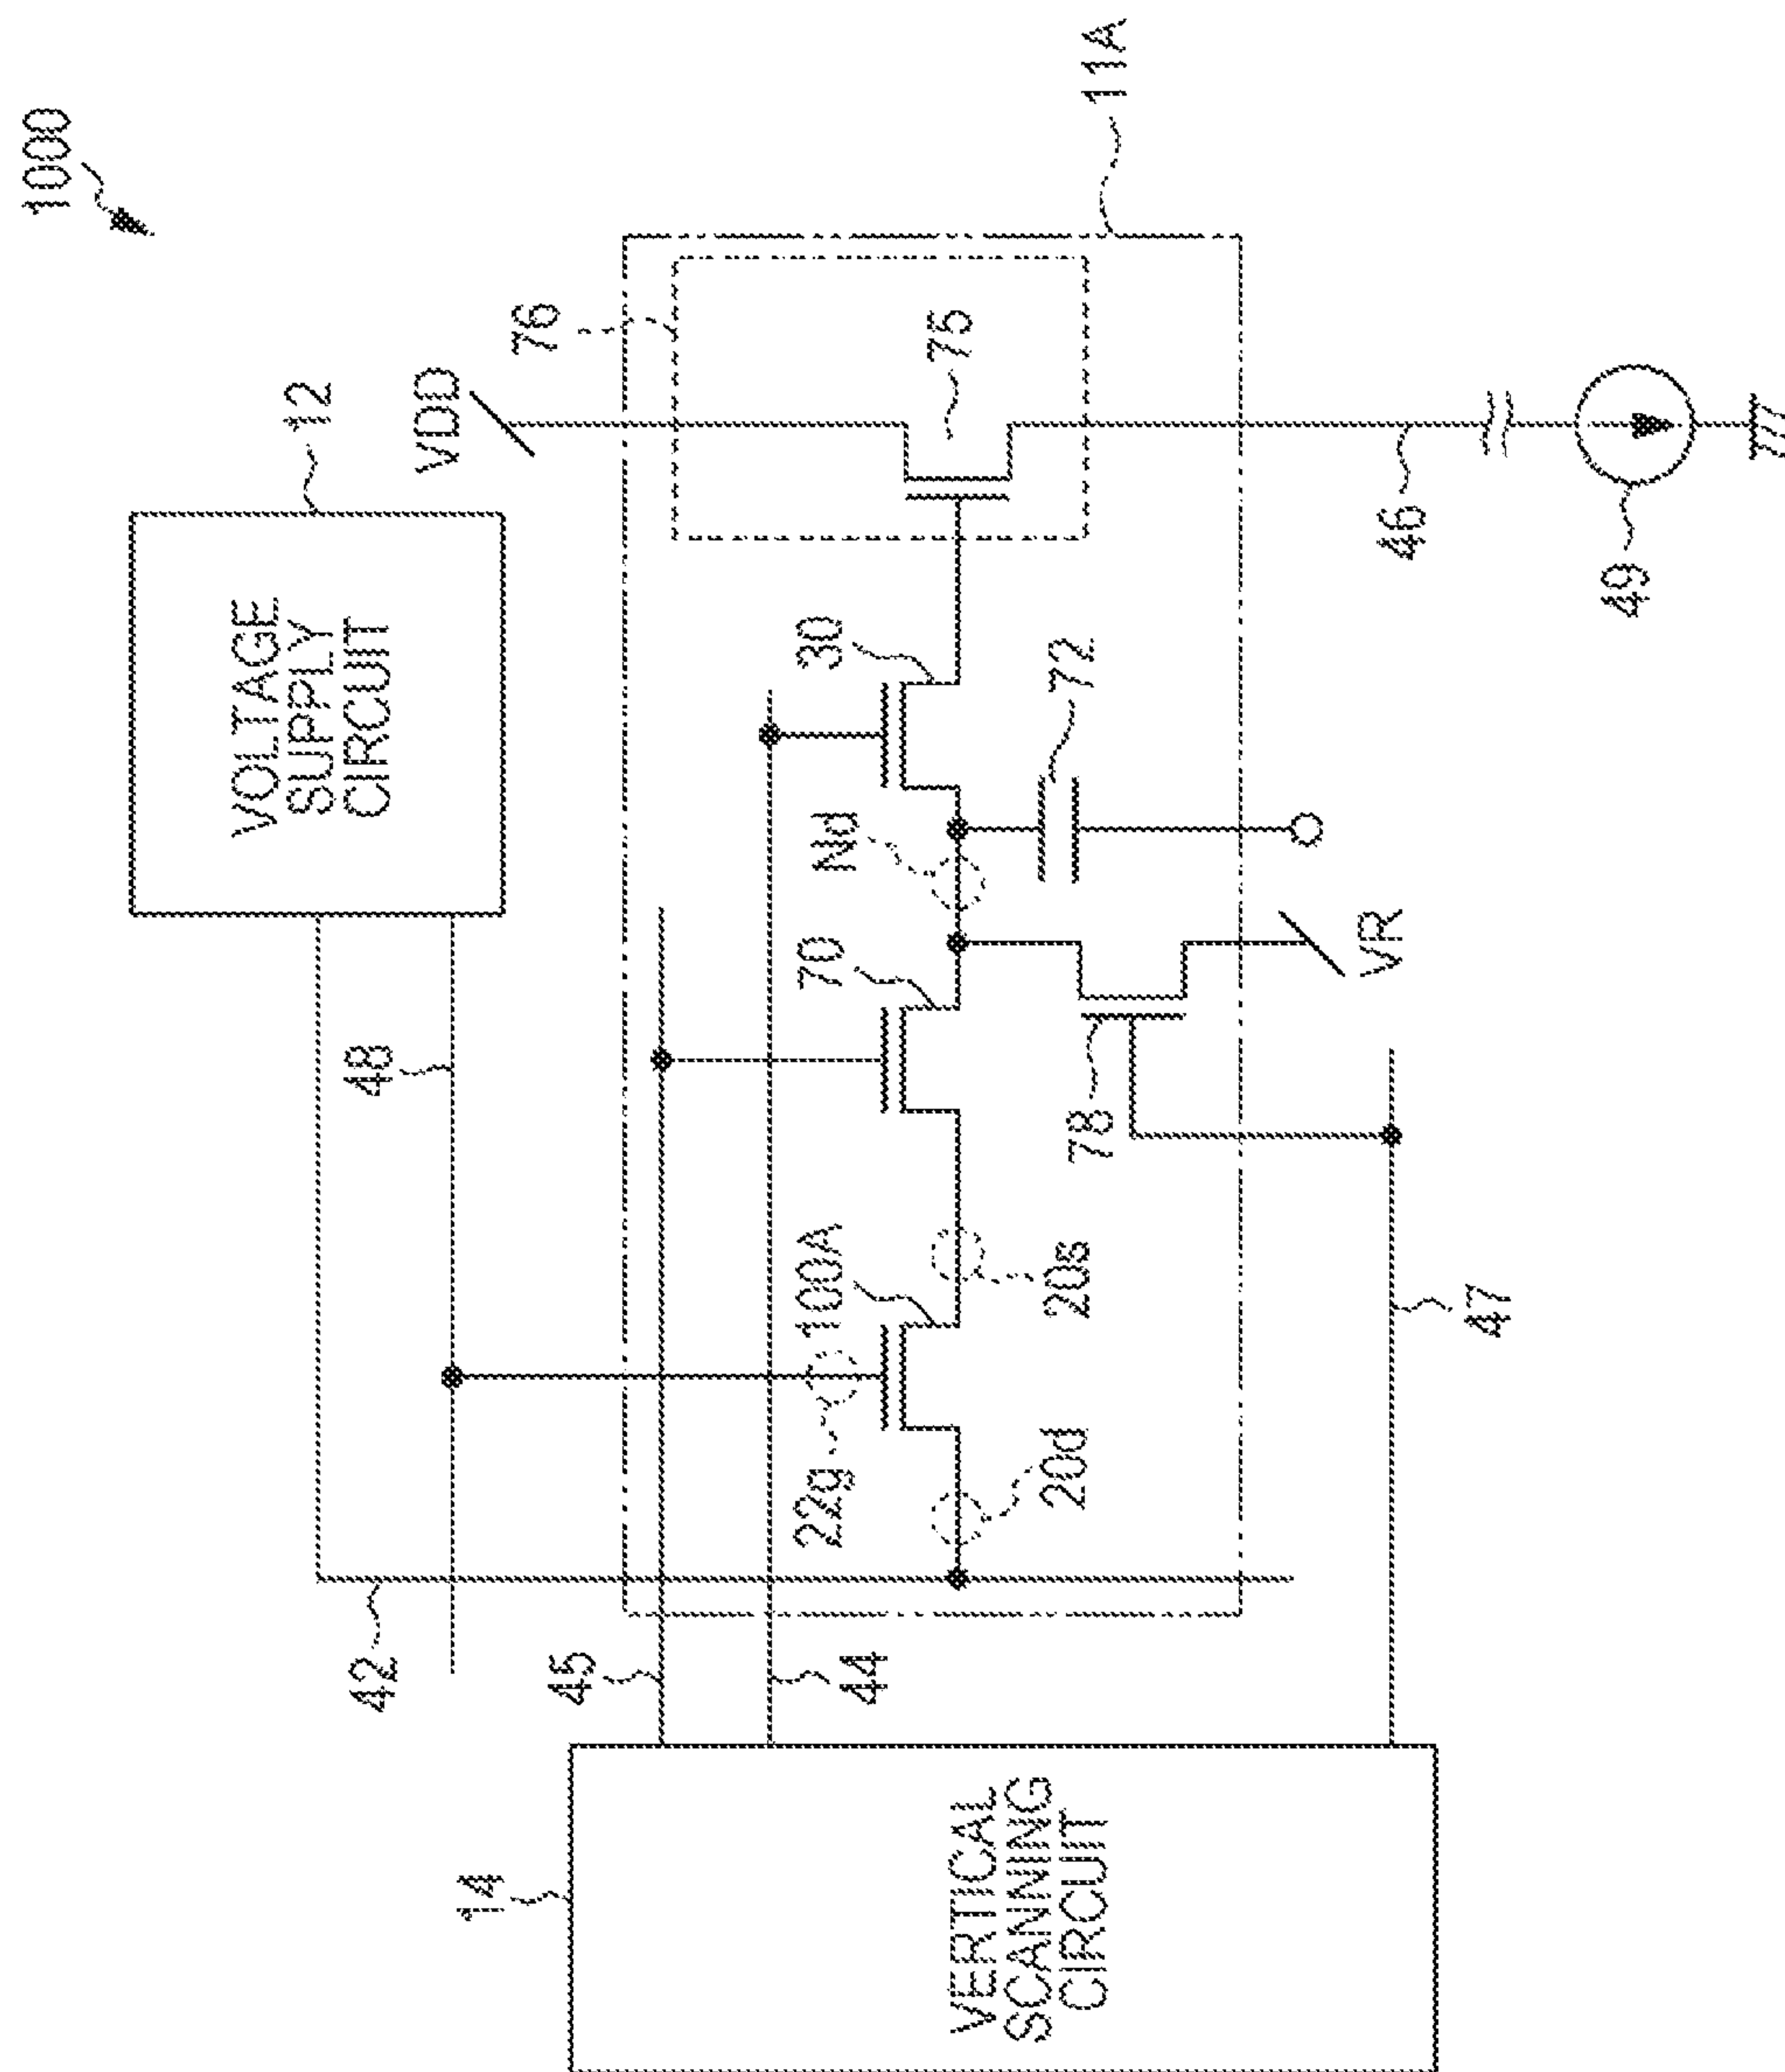 1000
12
VOLTAGE
SUPPLY
CIRCUIT
VDD
76
11A
48
42
45
44
14
VERTICAL
SCANNING
CIRCUIT
22g
100A
20d
20s
70
Nd
30
72
75
78
VR
47
46
49